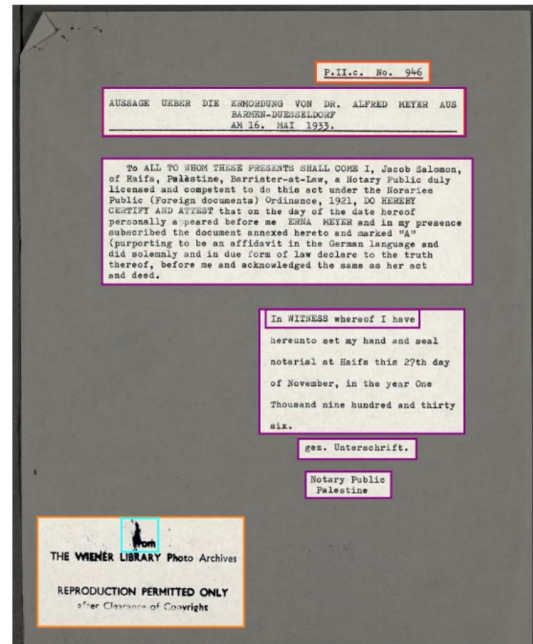 P.II.c. No. 946
AUSSAGE UEBER DIE ERMORDUNG VON DR. ALFRED MEYER AUS
BARMEN-DUESSELDORF
AM 16. MAI 1933.
To ALL TO WHOM THESE PRESENTS SHALL COME I, Jacob Salomon,
of Haifa, Palestine, Barrister-at-Law, a Notary Public duly
licensed and competent to do this act under the Noraries
Public (Foreign documents) Ordinance, 1921, DO HEREBY
CERTIFY AND ATTEST that on the day of the date hereof
personally appeared before me ERNA MEYER and in my presence
subscribed the document annexed hereto and marked "A"
(purporting to be an affidavit in the German language and
did solemnly and in due form of law declare to the truth
thereof, before me and acknowledged the same as her act
and deed.
In WITNESS whereof I have
hereunto set my hand and seal
notarial at Haifa this 27th day
of November, in the year One
Thousand nine hundred and thirty
six.
gez. Unterschrift.
Notary Public
Palestine
From
THE WIENER LIBRARY Photo Archives
REPRODUCTION PERMITTED ONLY
after Clearance of Copyright